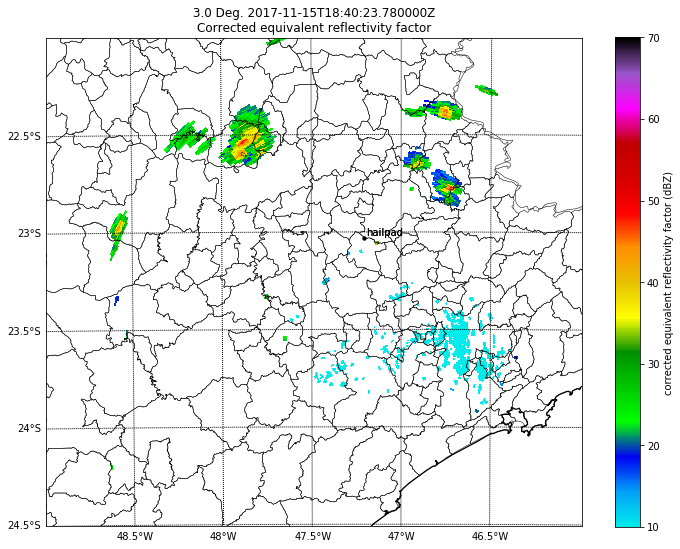 3.0 Deg. 2017-11-15T18:40:23.780000Z
Corrected equivalent reflectivity factor
70
60
50
40
30
20
10
corrected equivalent reflectivity factor (dBZ)
22.5°S
23°S
23.5°S
24°S
24.5°S
hailpad
48.5°W
48°W
47.5°W
47°W
46.5°W